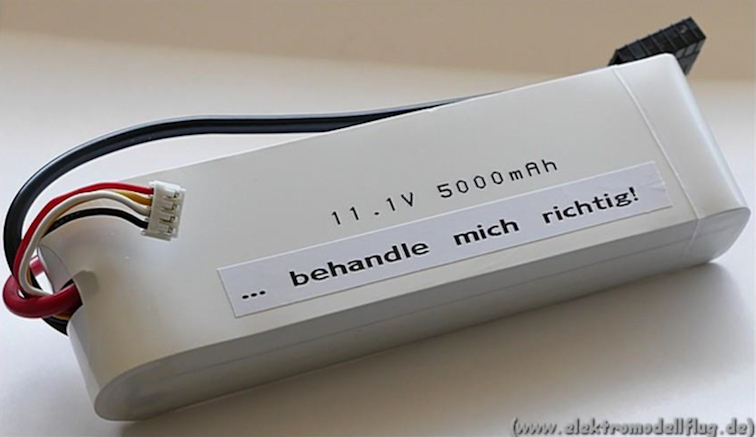 11.1V 5000mAh
... behandle mich richtig!
(www.elektromodellflug.de)